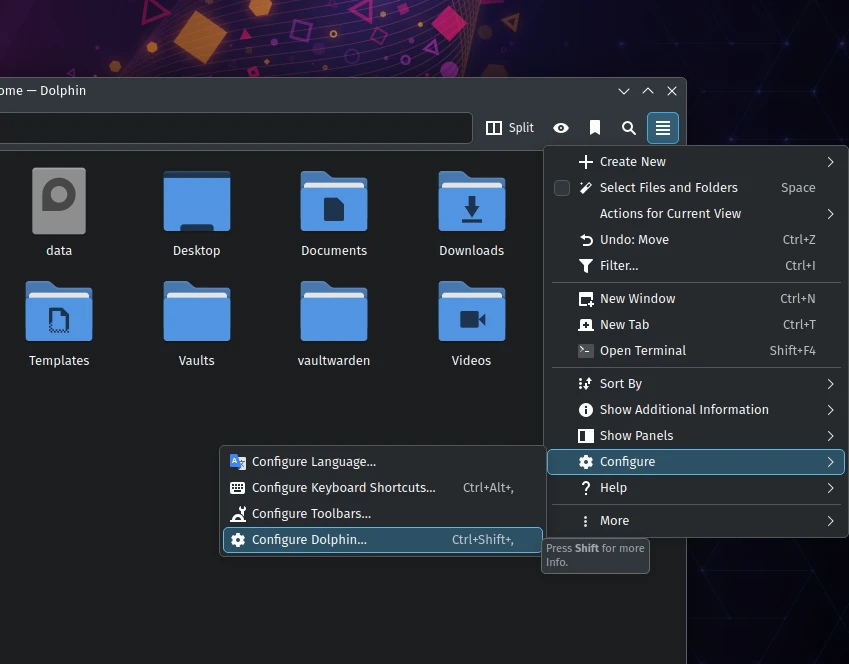 ome — Dolphin
Split
data
Desktop
Documents
Downloads
Templates
Vaults
vaultwarden
Videos
Create New
Select Files and Folders Space
Actions for Current View
Undo: Move Ctrl+Z
Filter... Ctrl+I
New Window Ctrl+N
New Tab Ctrl+T
Open Terminal Shift+F4
Sort By
Show Additional Information
Show Panels
Configure
Help
More
Configure Language...
Configure Keyboard Shortcuts... Ctrl+Alt+,
Configure Toolbars...
Configure Dolphin... Ctrl+Shift+,
Press Shift for more
Info.